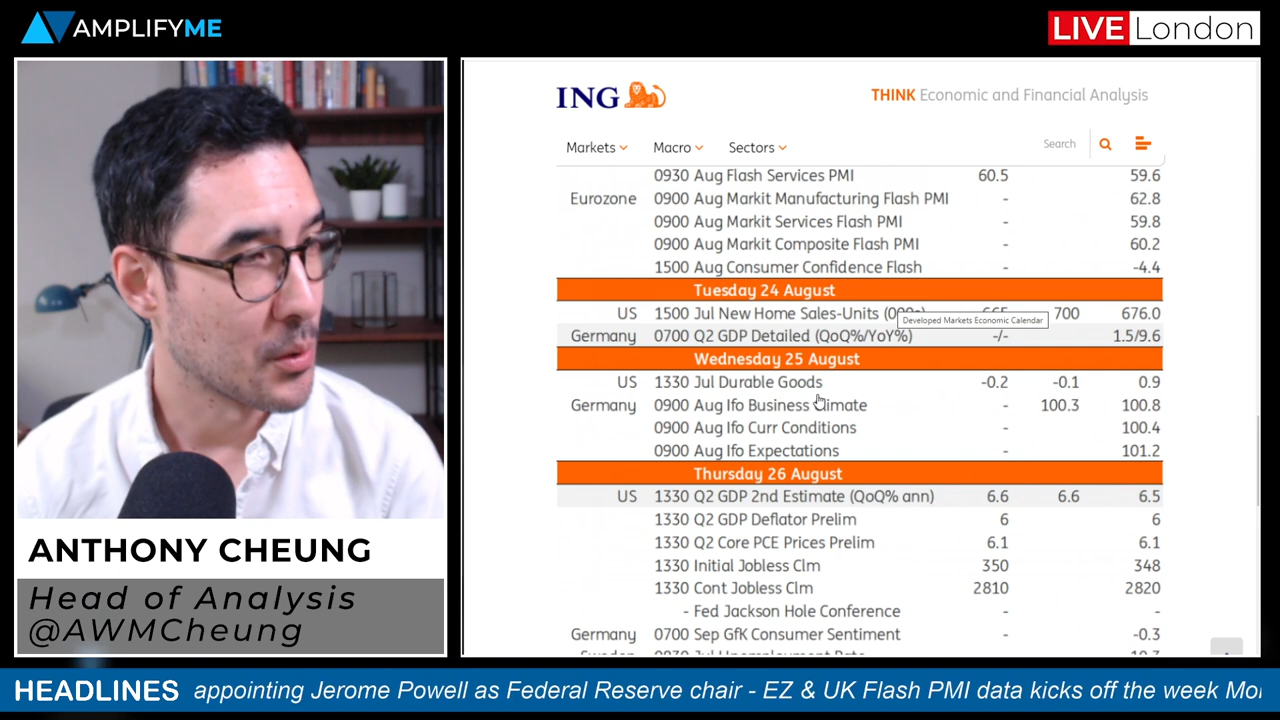 AMPLIFYME
LIVE London
ING
THINK Economic and Financial Analysis
Markets Macro Sectors Search
0930 Aug Flash Services PMI 60.5 59.6
Eurozone 0900 Aug Markit Manufacturing Flash PMI - 62.8
0900 Aug Markit Services Flash PMI - 59.8
0900 Aug Markit Composite Flash PMI - 60.2
1500 Aug Consumer Confidence Flash - -4.4
Tuesday 24 August
US 1500 Jul New Home Sales-Units 700 676.0
Developed Markets Economic Calendar
Germany 0700 Q2 GDP Detailed (QoQ%/YoY%) -/- 1.5/9.6
Wednesday 25 August
US 1330 Jul Durable Goods -0.2 -0.1 0.9
Germany 0900 Aug Ifo Business Climate - 100.3 100.8
0900 Aug Ifo Curr Conditions - 100.4
0900 Aug Ifo Expectations - 101.2
Thursday 26 August
US 1330 Q2 GDP 2nd Estimate (QoQ% ann) 6.6 6.6 6.5
1330 Q2 GDP Deflator Prelim 6 6
1330 Q2 Core PCE Prices Prelim 6.1 6.1
1330 Initial Jobless Clm 350 348
1330 Cont Jobless Clm 2810 2820
- Fed Jackson Hole Conference - -
Germany 0700 Sep GfK Consumer Sentiment - -0.3
ANTHONY CHEUNG
Head of Analysis
@AWMCheung
HEADLINES appointing Jerome Powell as Federal Reserve chair - EZ & UK Flash PMI data kicks off the week